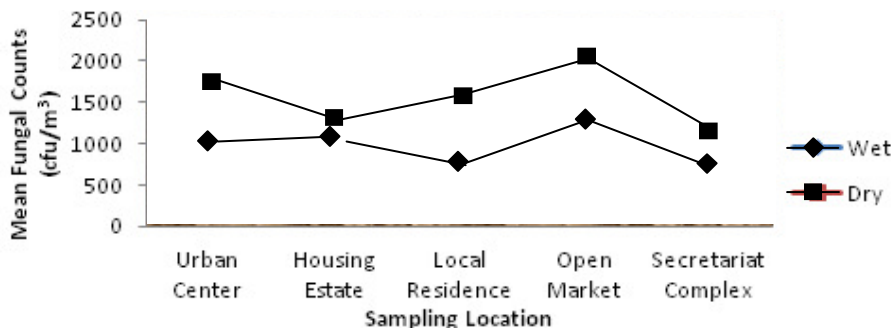 Mean Fungal Counts
(cfu/m³)
2500
2000
1500
1000
500
0
Urban
Center
Housing
Estate
Local
Residence
Open
Market
Secretariat
Complex
Sampling Location
Wet
Dry